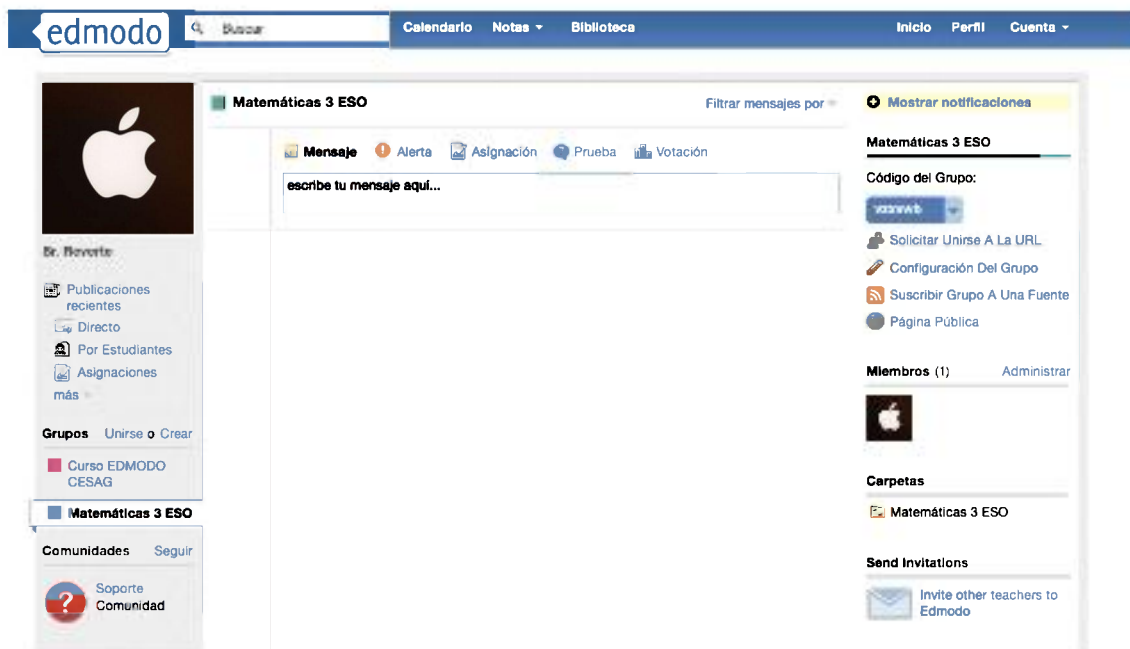 edmodo
Buscar
Calendario Notas Biblioteca
Inicio Perfil Cuenta
Sr. Reverte
Publicaciones
recientes
Directo
Por Estudiantes
Asignaciones
más
Grupos Unirse o Crear
Curso EDMODO
CESAG
Matemáticas 3 ESO
Comunidades Seguir
Soporte
Comunidad
Matemáticas 3 ESO
Filtrar mensajes por
Mensaje Alerta Asignación Prueba Votación
escribe tu mensaje aquí...
Mostrar notificaciones
Matemáticas 3 ESO
Código del Grupo:
Solicitar Unirse A La URL
Configuración Del Grupo
Suscribir Grupo A Una Fuente
Página Pública
Miembros (1) Administrar
Carpetas
Matemáticas 3 ESO
Send Invitations
Invite other teachers to
Edmodo